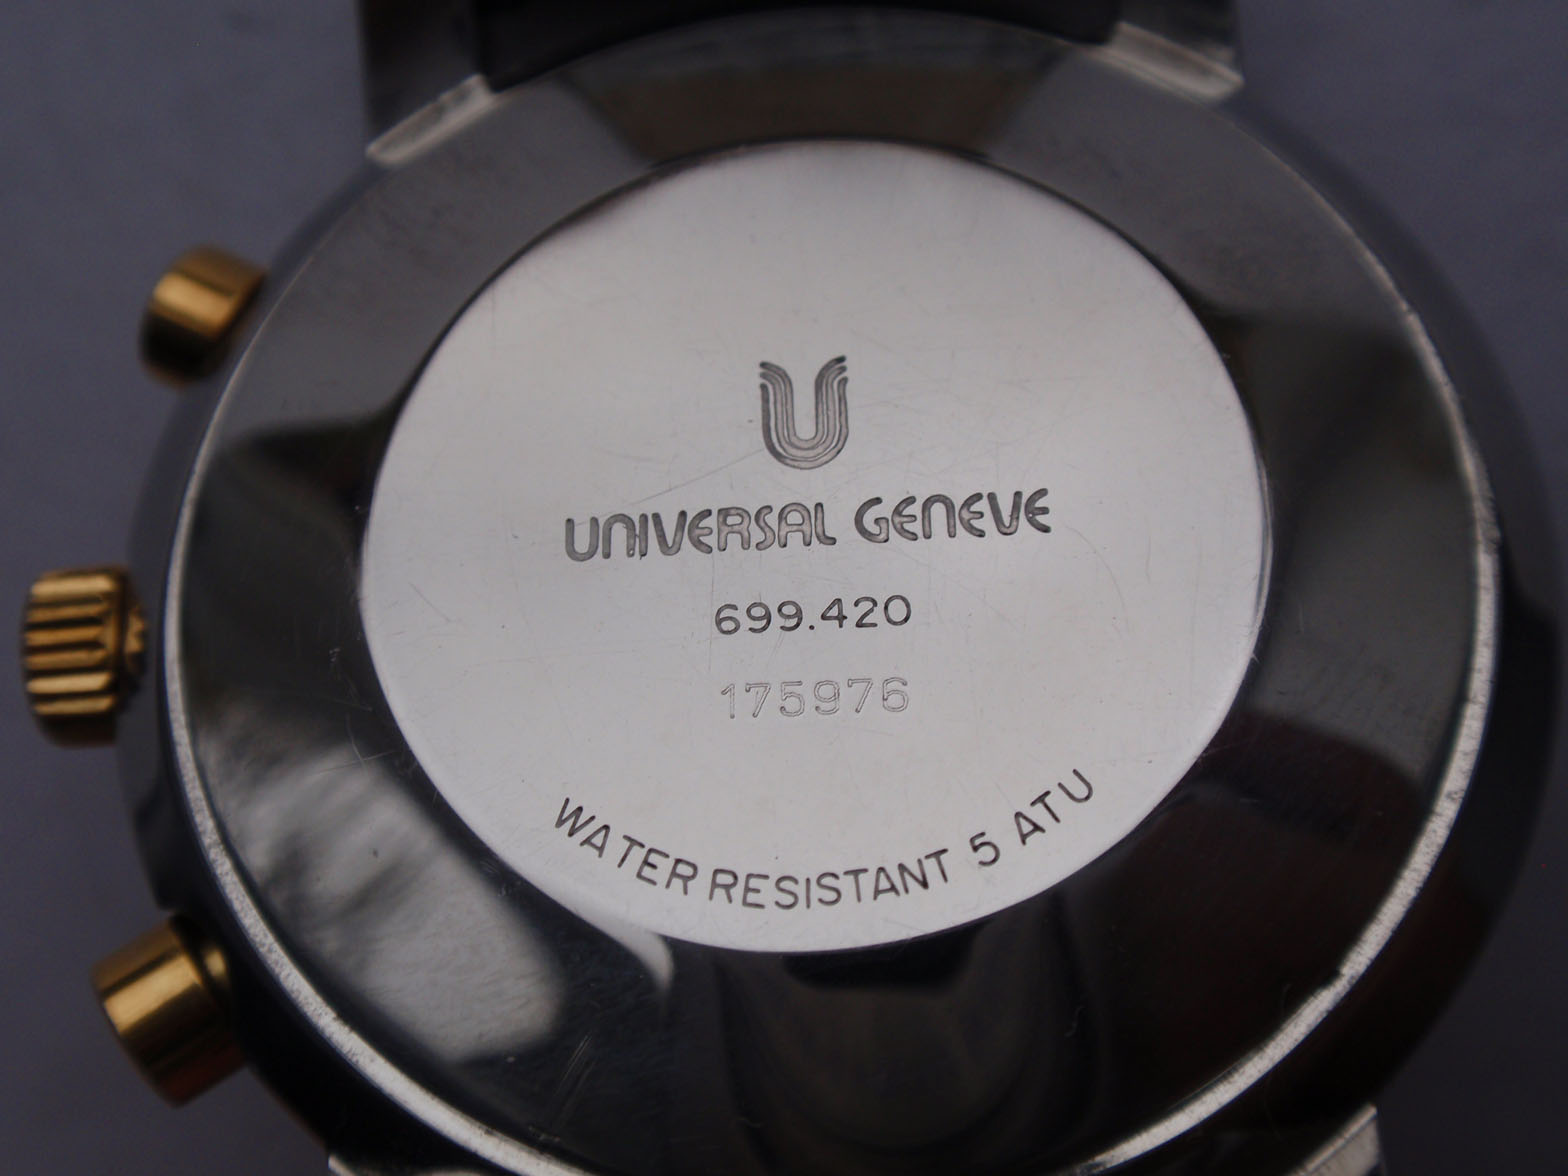 UNIVERSAL GENEVE
699.420
175976
WATER RESISTANT 5 ATU